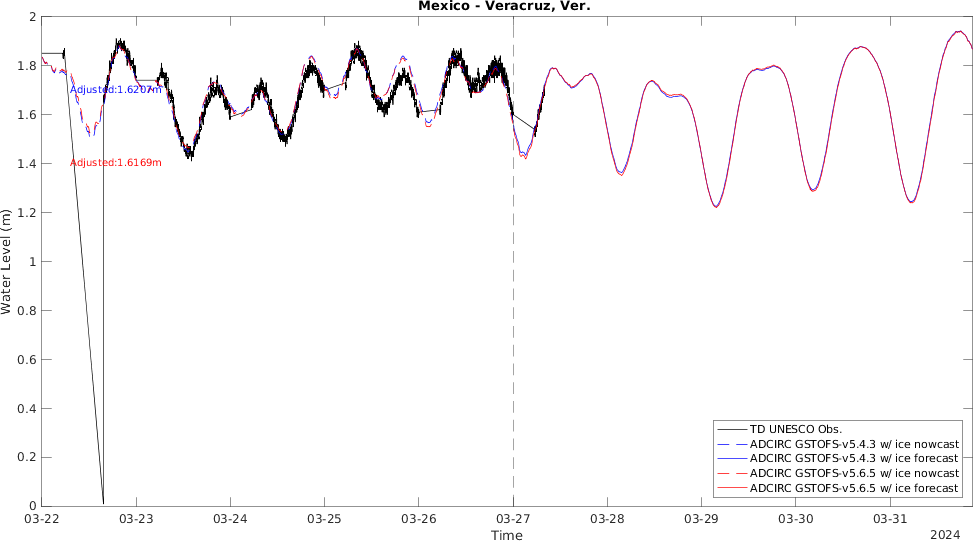 Mexico - Veracruz, Ver.
2
1.8
1.6
1.4
1.2
1
0.8
0.6
0.4
0.2
0
Water Level (m)
Adjusted:1.6207m
Adjusted:1.6169m
TD UNESCO Obs.
ADCIRC GSTOFS-v5.4.3 w/ ice nowcast
ADCIRC GSTOFS-v5.4.3 w/ ice forecast
ADCIRC GSTOFS-v5.6.5 w/ ice nowcast
ADCIRC GSTOFS-v5.6.5 w/ ice forecast
03-22 03-23 03-24 03-25 03-26 03-27 03-28 03-29 03-30 03-31
Time
2024